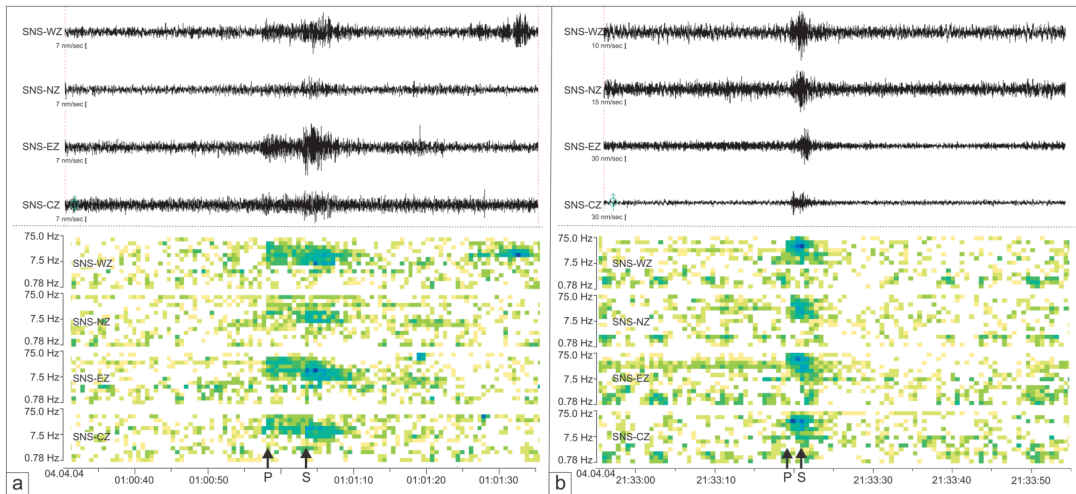 SNS-WZ
7 nm/sec
SNS-NZ
7 nm/sec
SNS-EZ
7 nm/sec
SNS-CZ
7 nm/sec
75.0 Hz
7.5 Hz
0.78 Hz
SNS-WZ
75.0
7.5 Hz
0.78 Hz
SNS-NZ
75.0
7.5 Hz
0.78 Hz
SNS-EZ
75.0 Hz
7.5 Hz
0.78 Hz
SNS-CZ
P S
a
04.04.04 01:00:40 01:00:50 01:01:10 01:01:20 01:01:30
SNS-WZ
10 nm/sec
SNS-NZ
15 nm/sec
SNS-EZ
30 nm/sec
SNS-CZ
30 nm/sec
75.0 Hz
7.5 Hz
0.78 Hz
SNS-WZ
75.0 Hz
7.5 Hz
0.78 Hz
SNS-NZ
75.0 Hz
7.5 Hz
0.78 Hz
SNS-EZ
75.0 Hz
7.5 Hz
0.78 Hz
SNS-CZ
P S
b
04.04.04 21:33:00 21:33:10 21:33:30 21:33:40 21:33:50